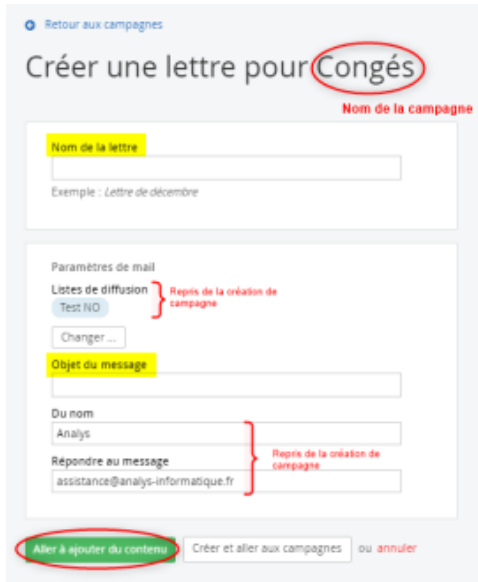 Retour aux campagnes
Créer une lettre pour Congés
Nom de la campagne
Nom de la lettre
Exemple : Lettre de décembre
Paramètres de mail
Listes de diffusion
Repris de la création de
campagne
Test NO
Changer ...
Objet du message
Du nom
Analys
Répondre au message
Repris de la création de
campagne
assistance@analys-informatique.fr
Aller à ajouter du contenu
Créer et aller aux campagnes
ou annuler